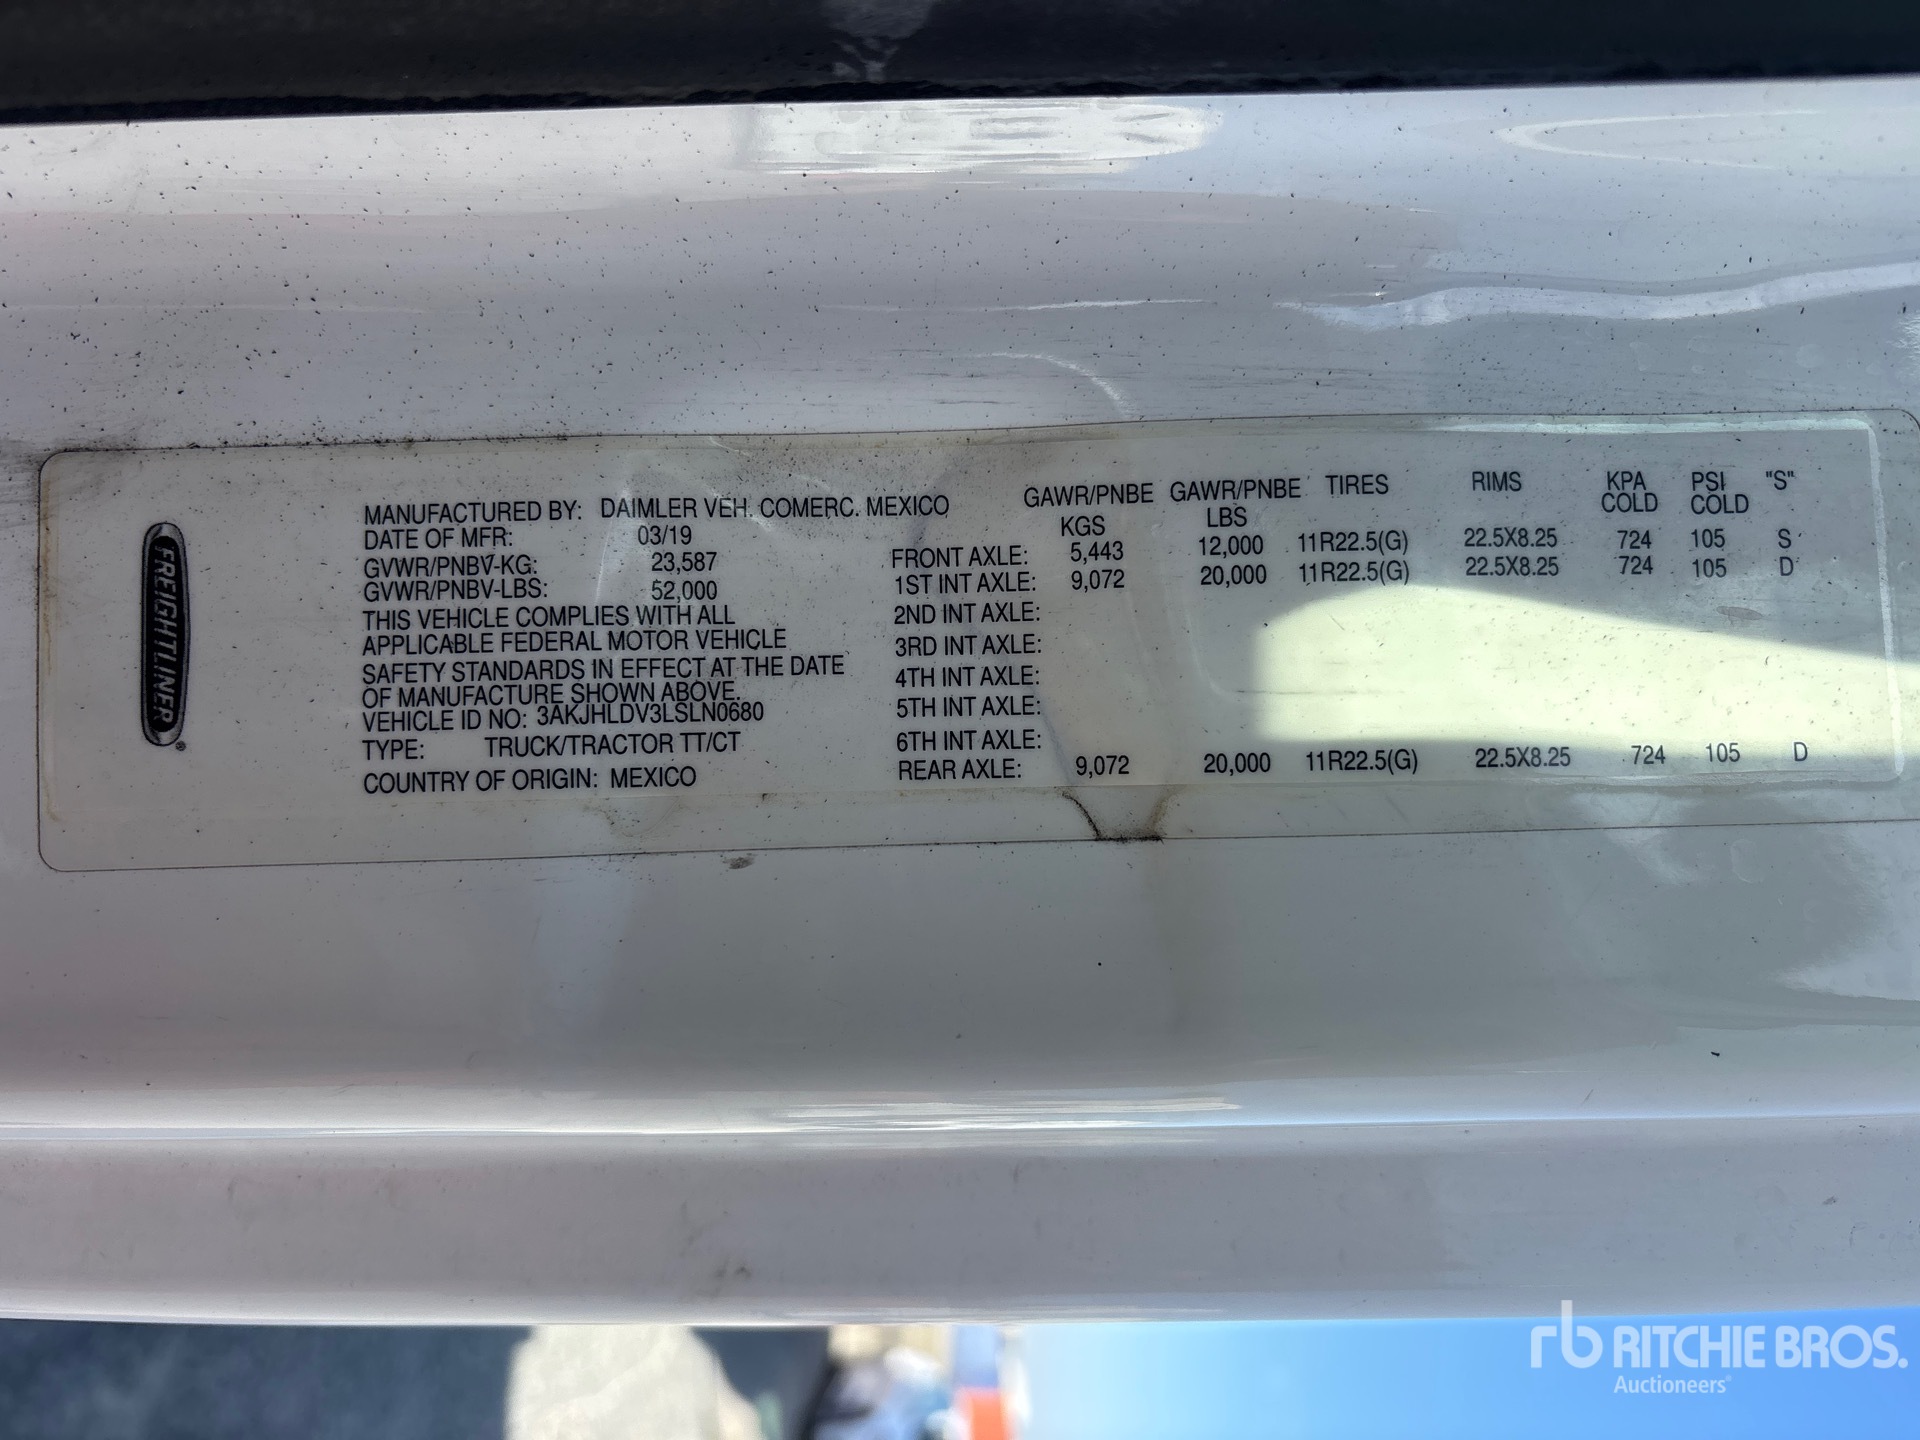 FREIGHTLINER®
MANUFACTURED BY: DAIMLER VEH. COMERC. MEXICO
DATE OF MFR: 03/19
GVWR/PNBV-KG: 23,587
GVWR/PNBV-LBS: 52,000
THIS VEHICLE COMPLIES WITH ALL
APPLICABLE FEDERAL MOTOR VEHICLE
SAFETY STANDARDS IN EFFECT AT THE DATE
OF MANUFACTURE SHOWN ABOVE.
VEHICLE ID NO: 3AKJHLDV3LSLN0680
TYPE: TRUCK/TRACTOR TT/CT
COUNTRY OF ORIGIN: MEXICO
GAWR/PNBE GAWR/PNBE TIRES RIMS KPA PSI "S"
KGS LBS COLD COLD
FRONT AXLE: 5,443 12,000 11R22.5(G) 22.5X8.25 724 105 S
1ST INT AXLE: 9,072 20,000 11R22.5(G) 22.5X8.25 724 105 D
2ND INT AXLE:
3RD INT AXLE:
4TH INT AXLE:
5TH INT AXLE:
6TH INT AXLE:
REAR AXLE: 9,072 20,000 11R22.5(G) 22.5X8.25 724 105 D
rb RITCHIE BROS.
Auctioneers